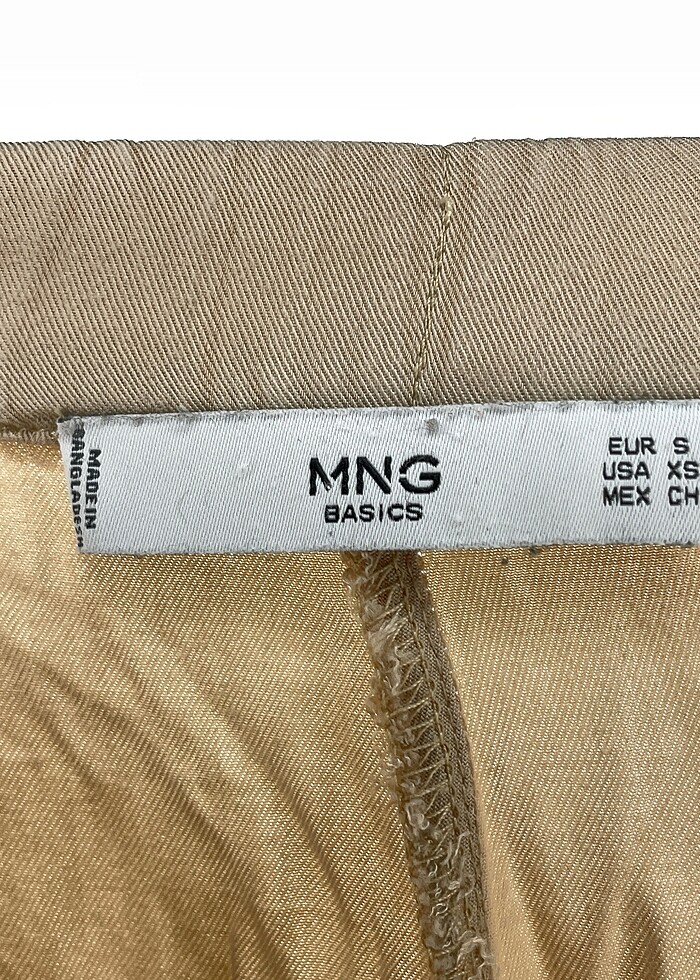 MADE IN
BANGLADESH
MNG
BASICS
EUR S
USA XS
MEX CH